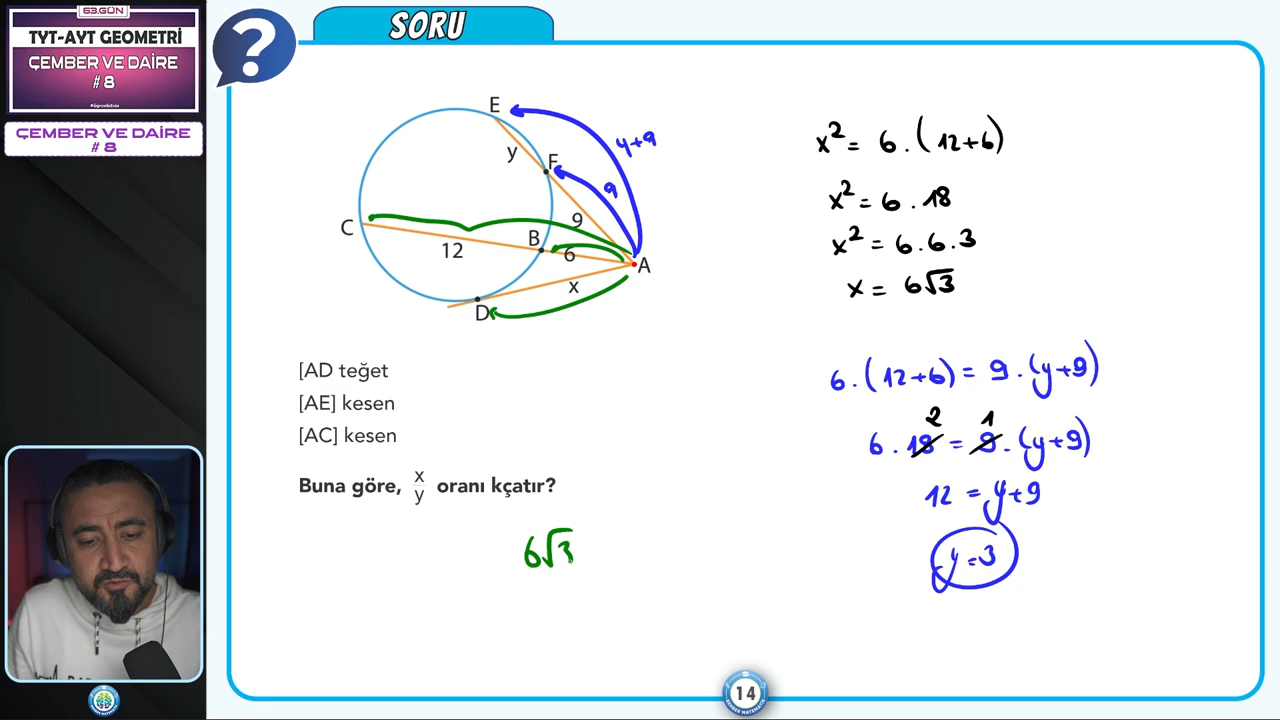 63.GÜN
TYT-AYT GEOMETRİ
ÇEMBER VE DAİRE
# 8
#öğrenbitsin
ÇEMBER VE DAİRE
# 8
?
SORU
E
y
F
y+9
9
9
C
12
B
6
A
x
D
x² = 6 . (12+6)
x² = 6 . 18
x² = 6.6.3
x = 6√3
[AD teğet
[AE] kesen
[AC] kesen
Buna göre, x/y oranı kçatır?
6√3
6.(12+6) = 9.(y+9)
2 1
6 . 18 = 9 . (y+9)
12 = y+9
y=3
14